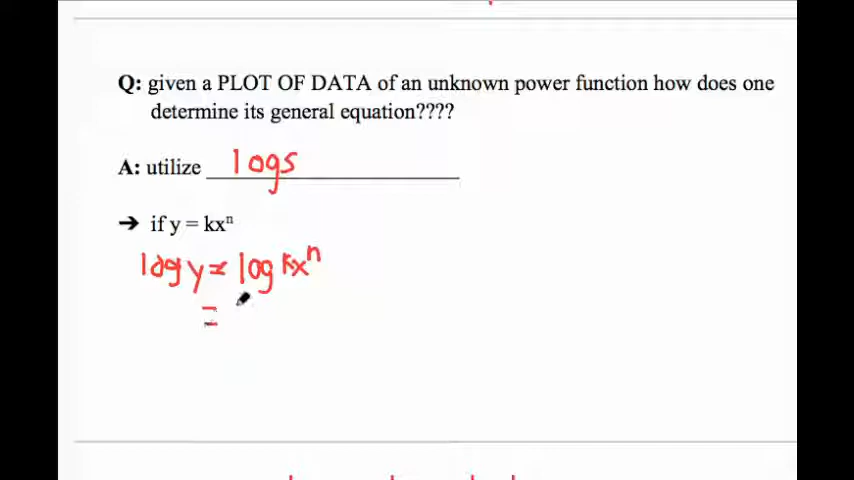 Q: given a PLOT OF DATA of an unknown power function how does one
determine its general equation????
A: utilize logs
➔ if y = kxⁿ
log y = log kxⁿ
=